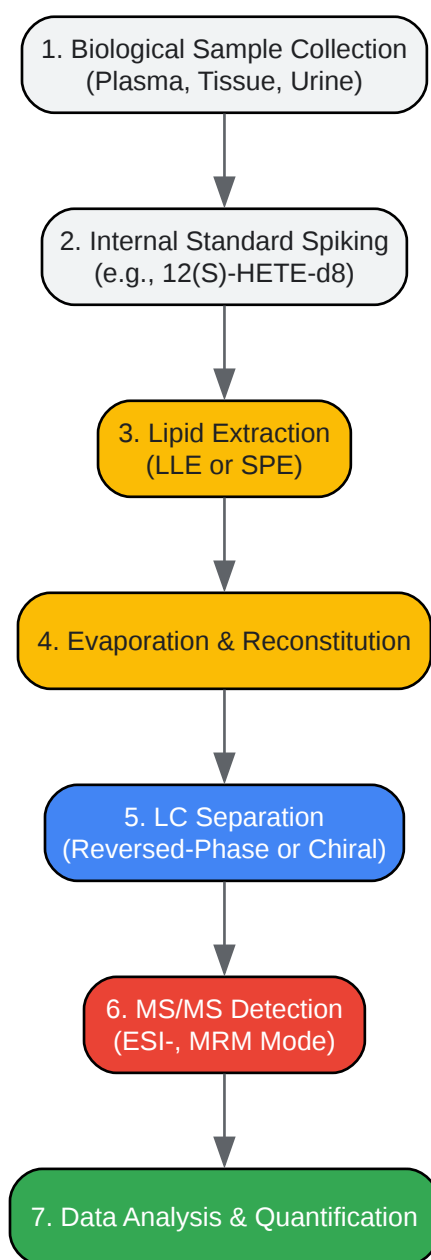 1. Biological Sample Collection
(Plasma, Tissue, Urine)
2. Internal Standard Spiking
(e.g., 12(S)-HETE-d8)
3. Lipid Extraction
(LLE or SPE)
4. Evaporation & Reconstitution
5. LC Separation
(Reversed-Phase or Chiral)
6. MS/MS Detection
(ESI-, MRM Mode)
7. Data Analysis & Quantification